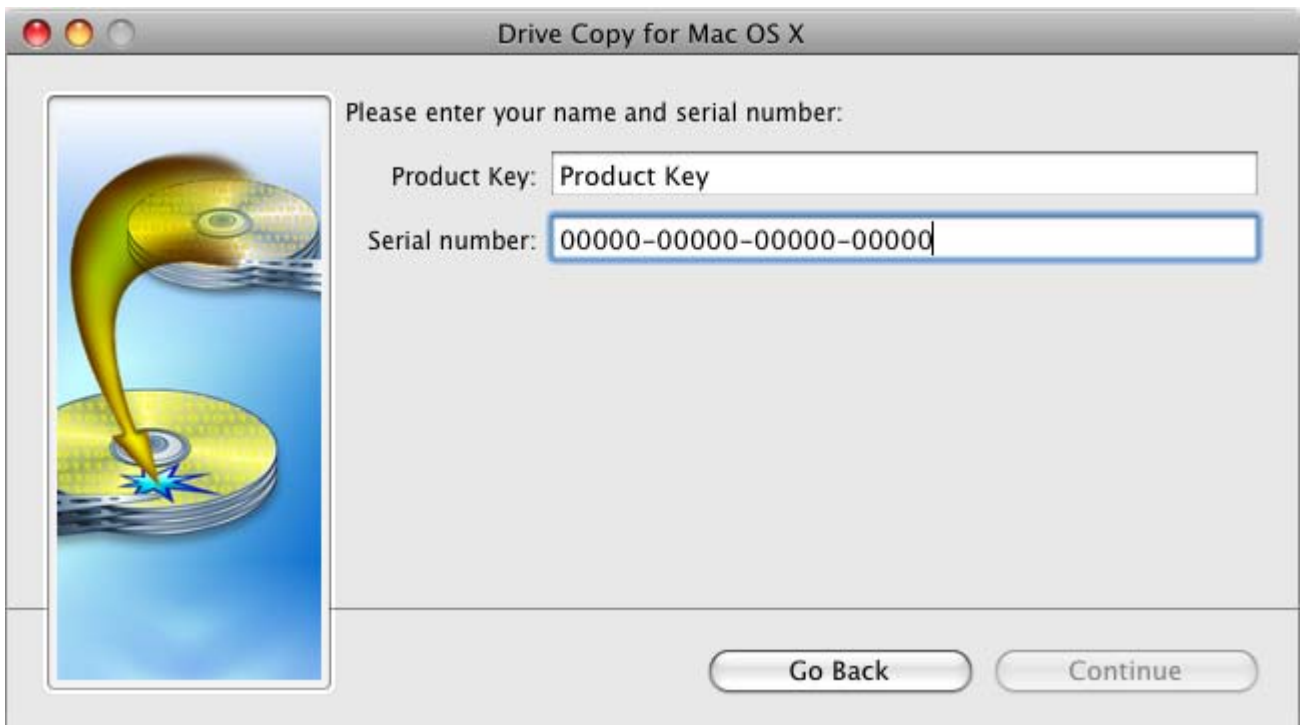 Drive Copy for Mac OS X
Please enter your name and serial number:
Product Key: Product Key
Serial number: 00000-00000-00000-00000
Go Back Continue